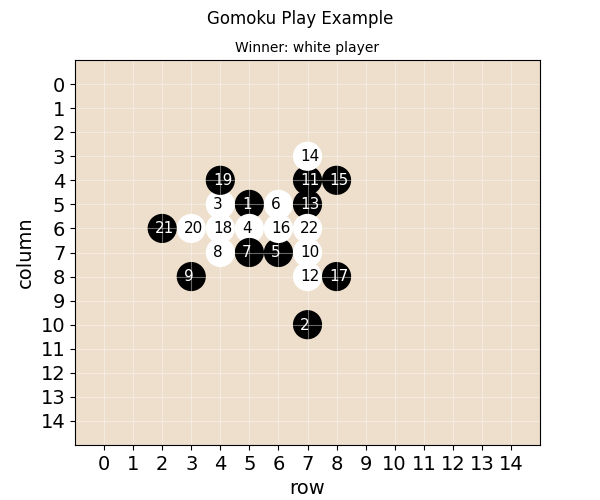 Gomoku Play Example
Winner: white player
0
1
2
3 14
4 19 11 15
5 3 1 6 13
6 21 20 18 4 16 22
7 8 7 5 10
8 9 12 17
9
10 2
11
12
13
14
column
0 1 2 3 4 5 6 7 8 9 10 11 12 13 14
row